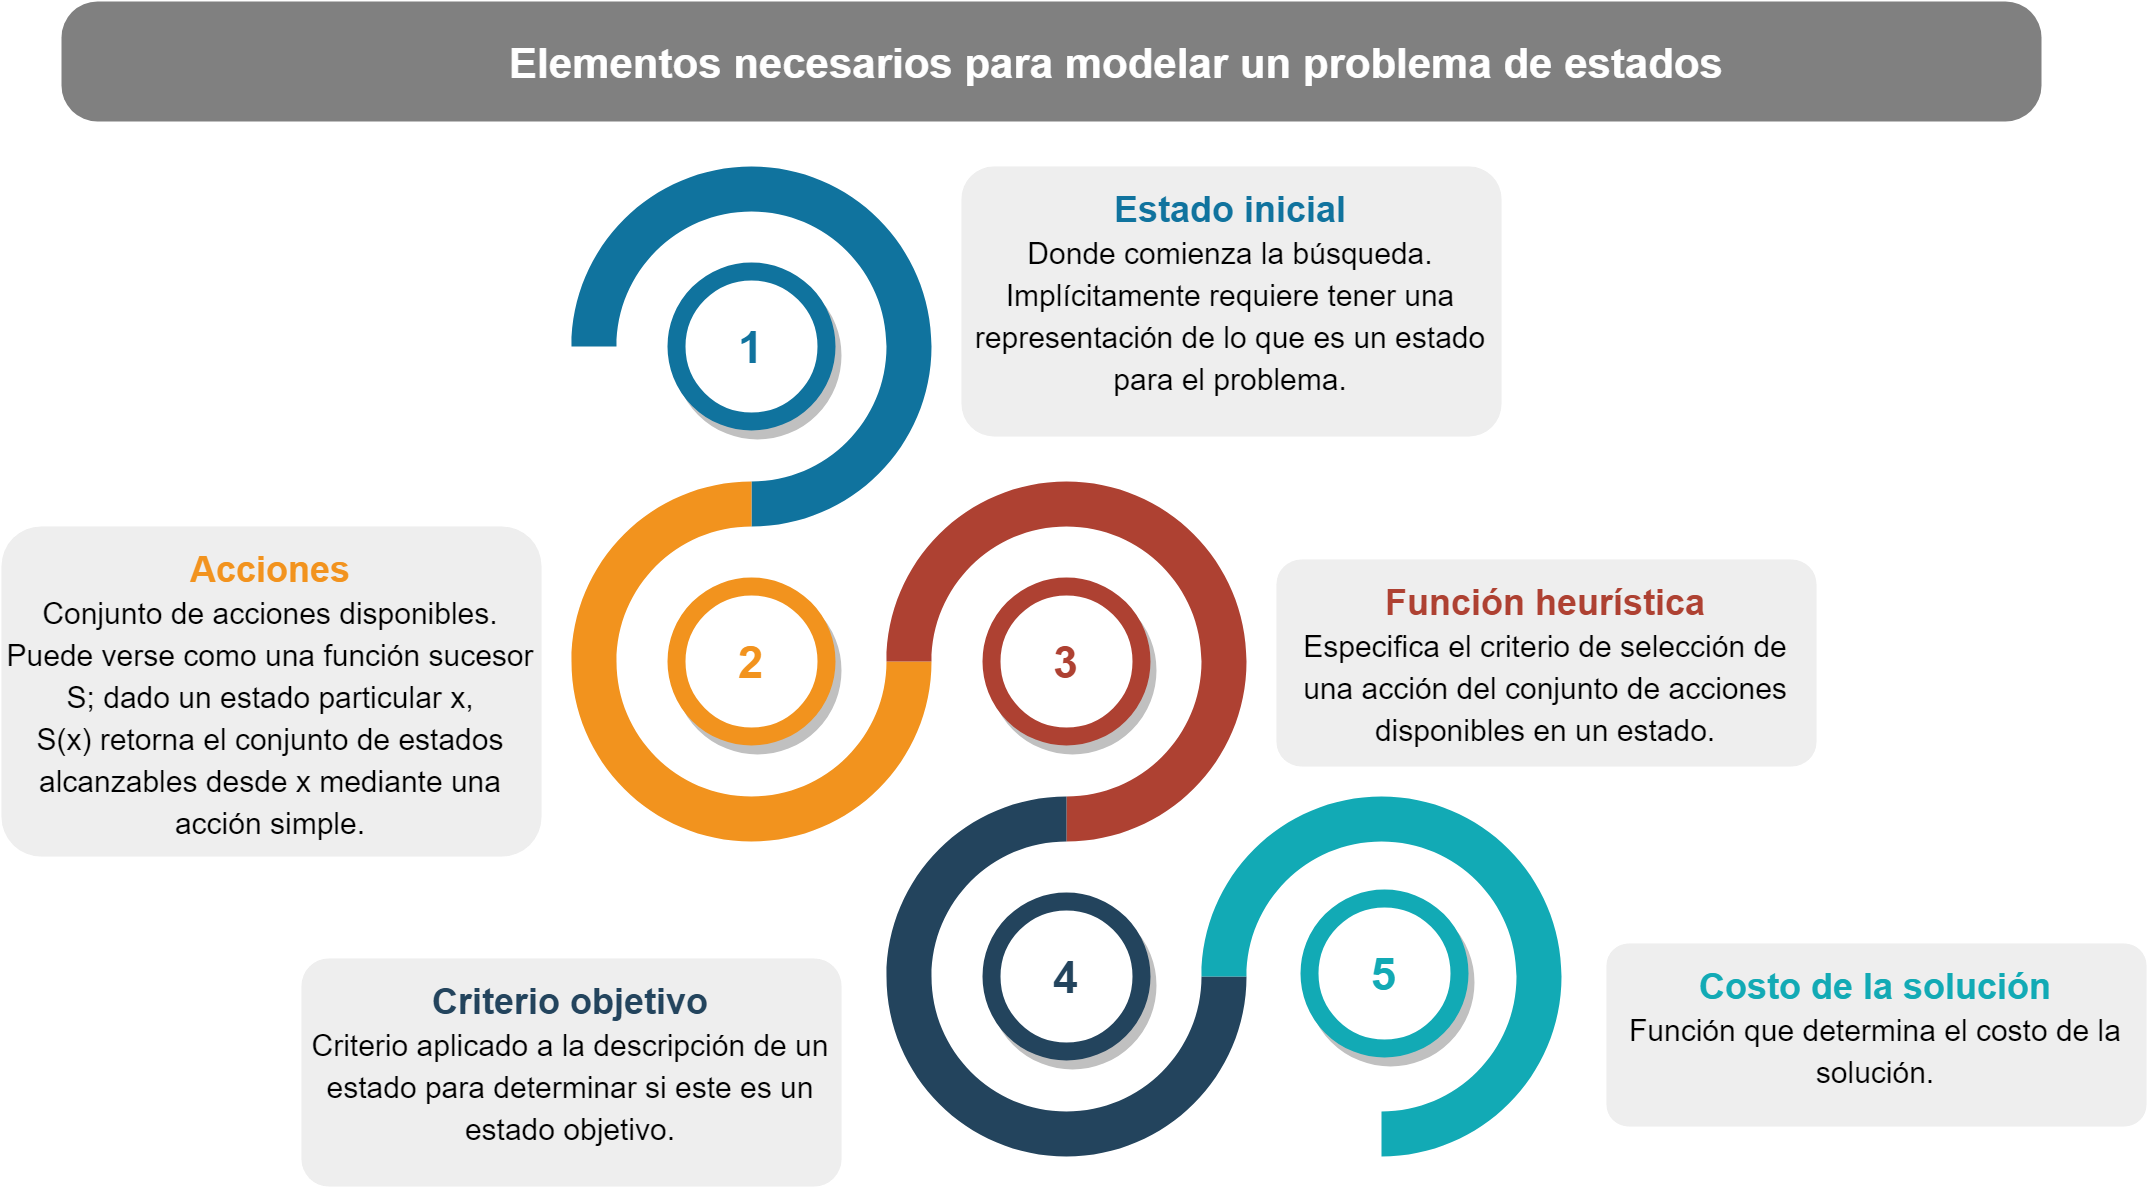 Elementos necesarios para modelar un problema de estados
1
Estado inicial
Donde comienza la búsqueda.
Implícitamente requiere tener una
representación de lo que es un estado
para el problema.
2
Acciones
Conjunto de acciones disponibles.
Puede verse como una función sucesor
S; dado un estado particular x,
S(x) retorna el conjunto de estados
alcanzables desde x mediante una
acción simple.
3
Función heurística
Especifica el criterio de selección de
una acción del conjunto de acciones
disponibles en un estado.
4
Criterio objetivo
Criterio aplicado a la descripción de un
estado para determinar si este es un
estado objetivo.
5
Costo de la solución
Función que determina el costo de la
solución.